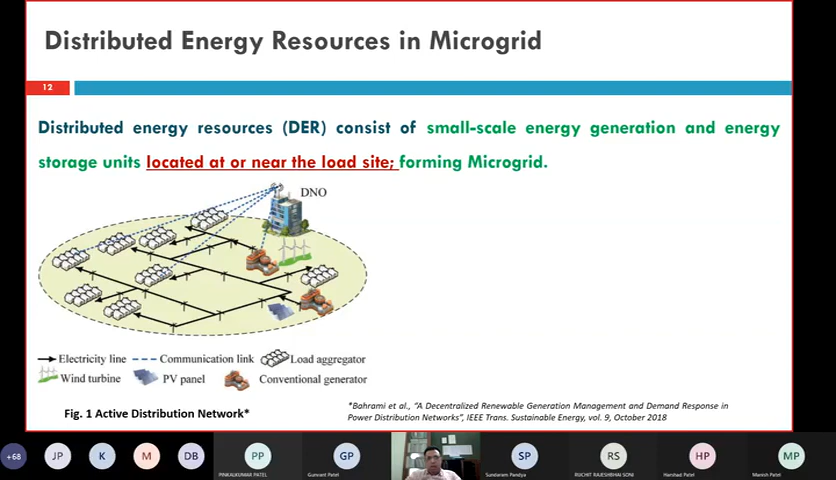 Distributed Energy Resources in Microgrid
12
Distributed energy resources (DER) consist of small-scale energy generation and energy
storage units located at or near the load site; forming Microgrid.
DNO
Electricity line
Communication link
Load aggregator
Wind turbine
PV panel
Conventional generator
Fig. 1 Active Distribution Network*
*Bahrami et al., "A Decentralized Renewable Generation Management and Demand Response in
Power Distribution Networks", IEEE Trans. Sustainable Energy, vol. 9, October 2018
+68
JP
K
M
DB
PP
GP
SP
RS
HP
MP
PINKALKUMAR PATEL
Gunvant Patel
Sundaram Pandya
RUCHIT RAJESHBHAI SONI
Harshad Patel
Manish Patel